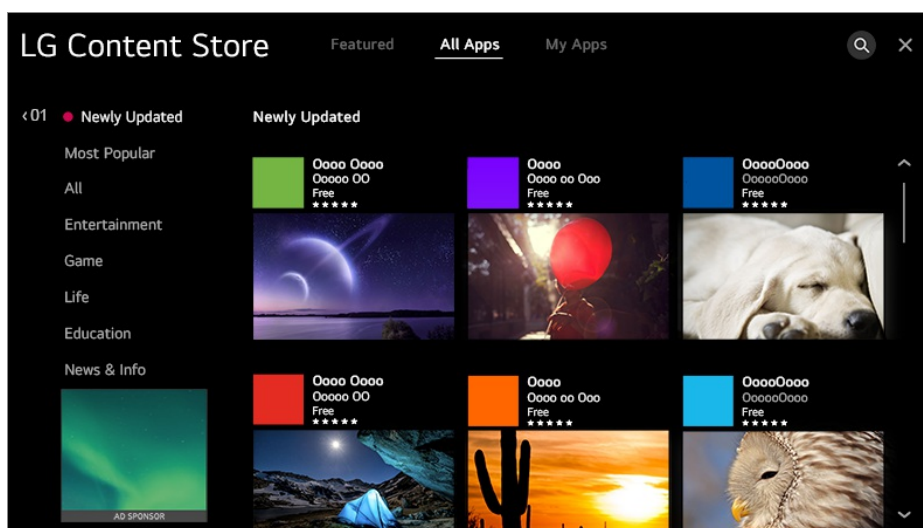 LG Content Store
Featured
All Apps
My Apps
‹01
Newly Updated
Most Popular
All
Entertainment
Game
Life
Education
News & Info
AD SPONSOR
Newly Updated
Oooo Oooo
Ooooo OO
Free
★★★★★
Oooo
Oooo oo Ooo
Free
★★★★★
OoooOooo
OooooOooo
Free
★★★★★
Oooo Oooo
Ooooo OO
Free
★★★★★
Oooo
Oooo oo Ooo
Free
★★★★★
OoooOooo
OooooOooo
Free
★★★★★